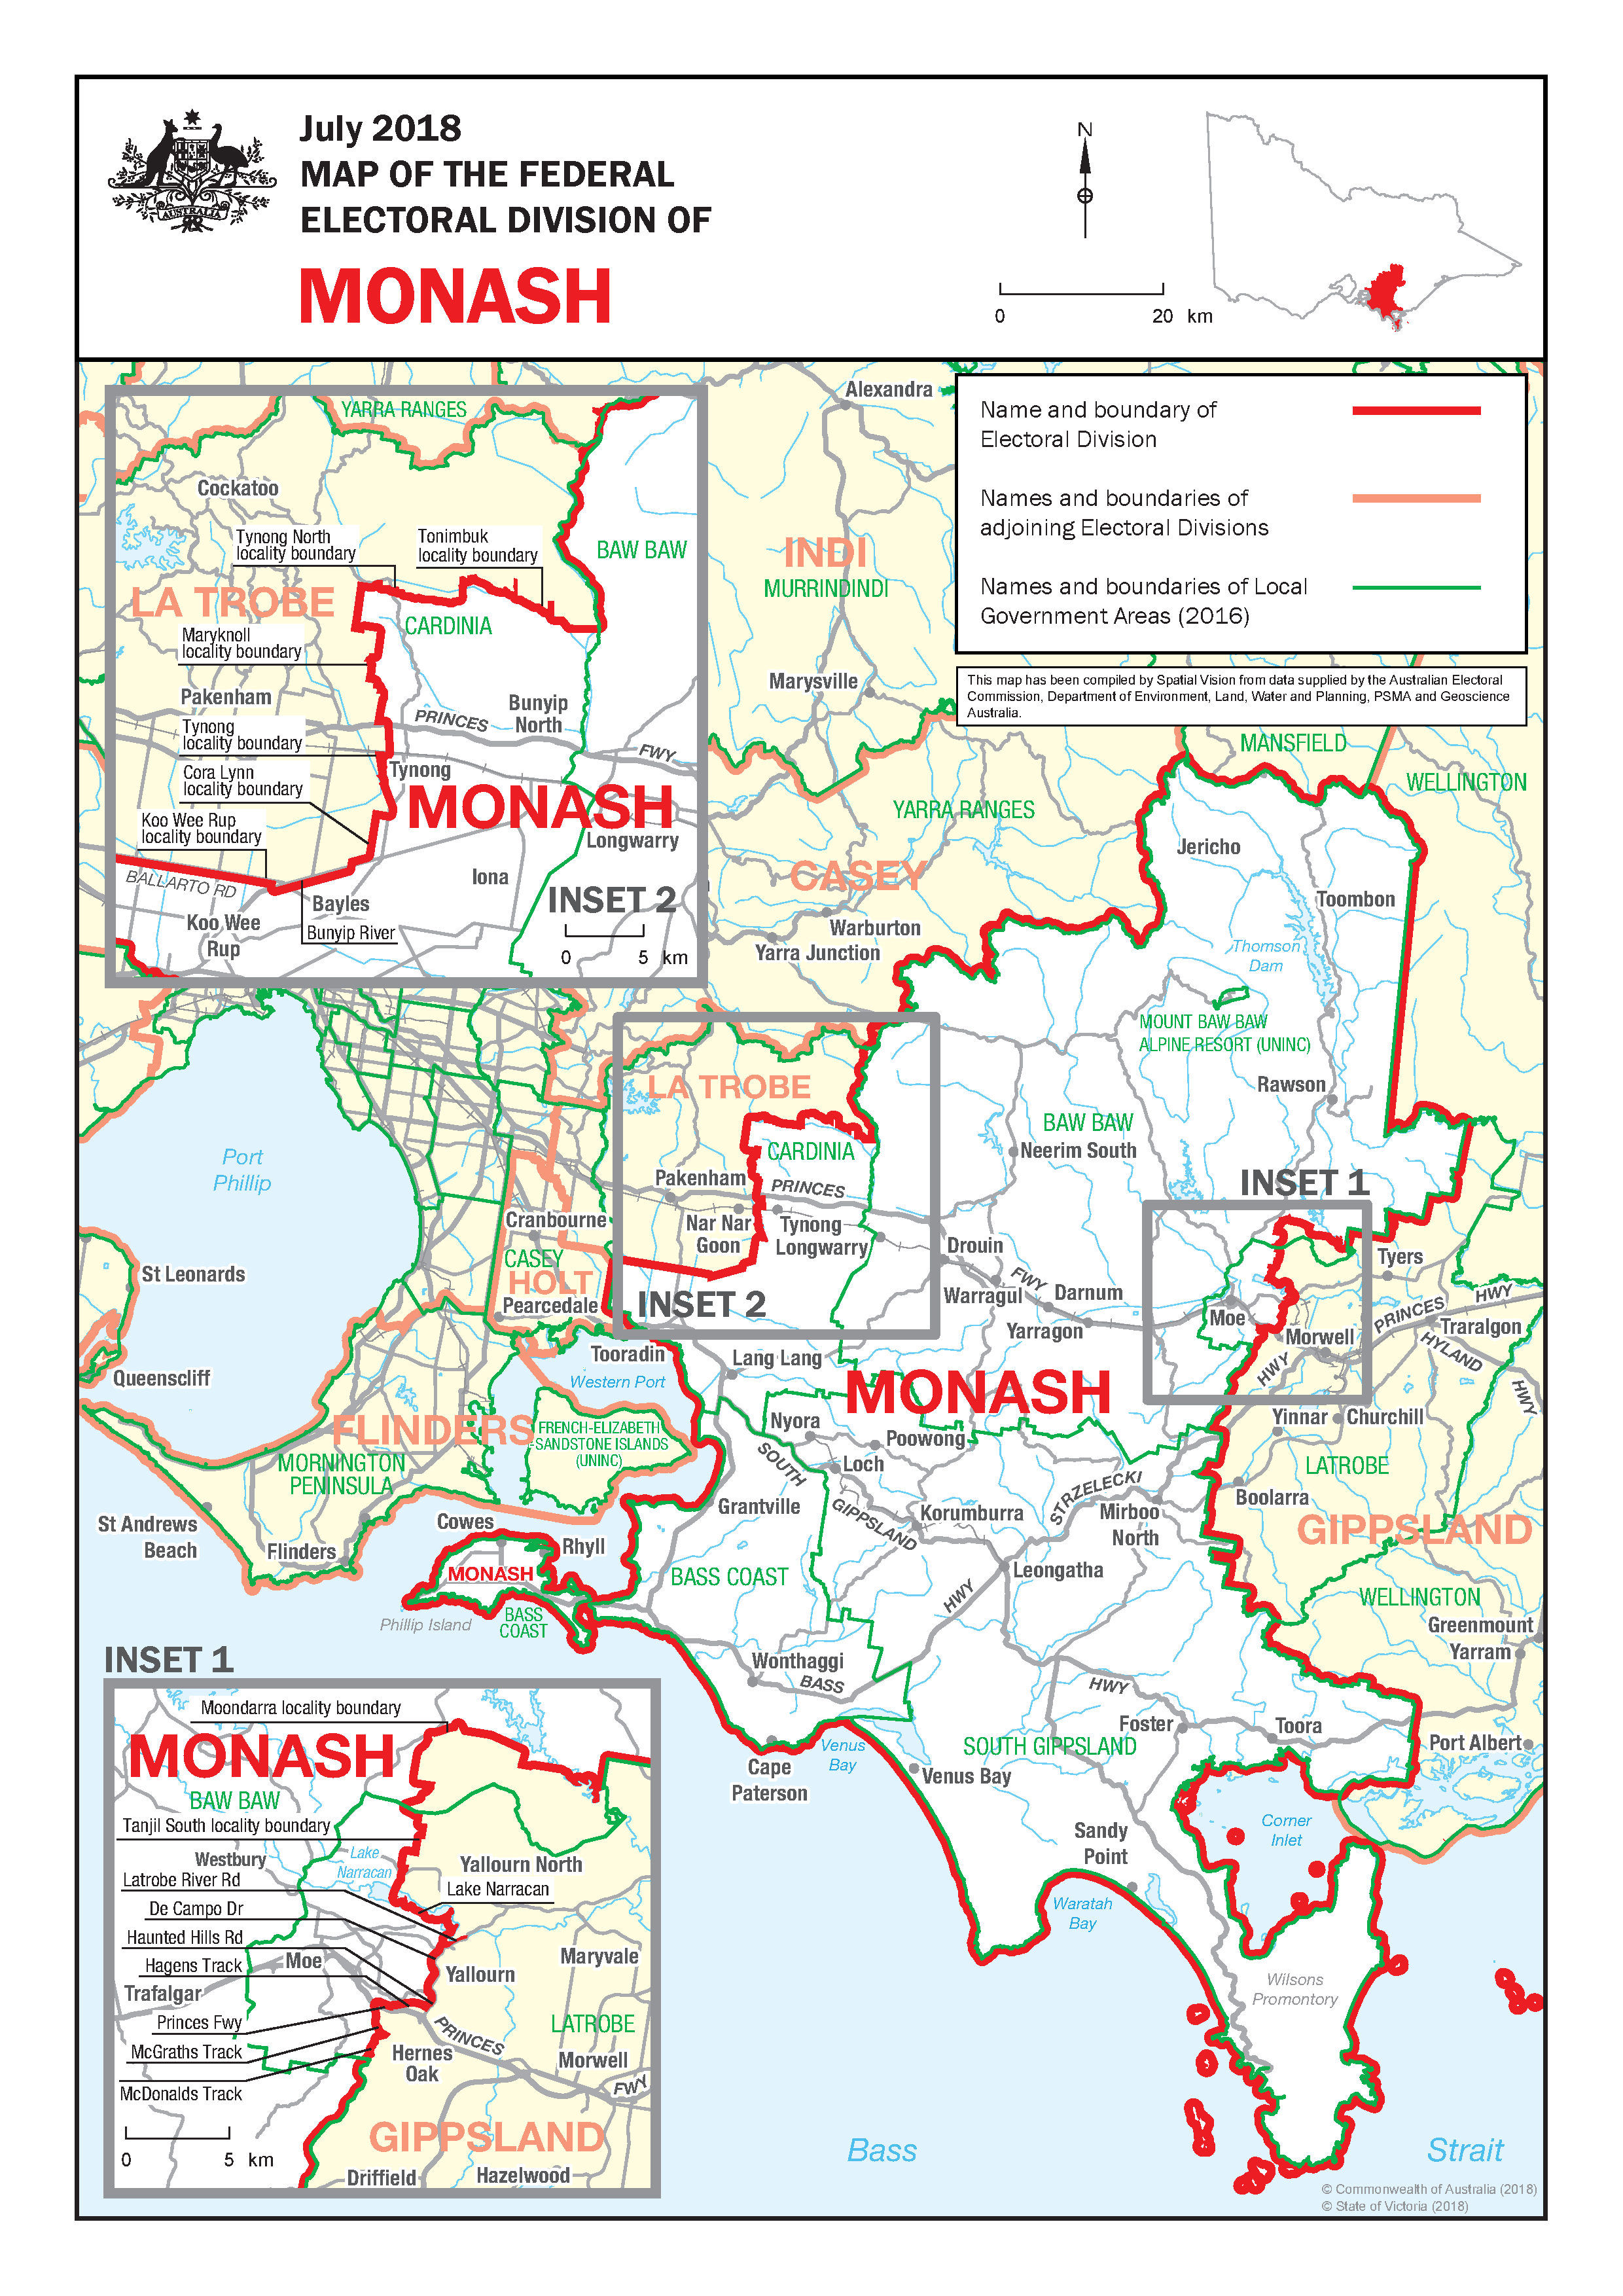 AUSTRALIA
July 2018
MAP OF THE FEDERAL
ELECTORAL DIVISION OF
MONASH
N
0 20 km
Name and boundary of
Electoral Division
Names and boundaries of
adjoining Electoral Divisions
Names and boundaries of Local
Government Areas (2016)
This map has been compiled by Spatial Vision from data supplied by the Australian Electoral
Commission, Department of Environment, Land, Water and Planning, PSMA and Geoscience
Australia.
YARRA RANGES
Cockatoo
Tynong North
locality boundary
Tonimbuk
locality boundary
BAW BAW
LA TROBE
CARDINIA
Maryknoll
locality boundary
Pakenham
Bunyip
North
PRINCES
FWY
Tynong
locality boundary
Tynong
Cora Lynn
locality boundary
MONASH
Koo Wee Rup
locality boundary
Longwarry
BALLARTO RD
Iona
INSET 2
Bayles
Koo Wee
Rup
Bunyip River
0 5 km
Alexandra
INDI
MURRINDINDI
Marysville
MANSFIELD
WELLINGTON
YARRA RANGES
Jericho
CASEY
Toombon
Warburton
Yarra Junction
Thomson
Dam
MOUNT BAW BAW
ALPINE RESORT (UNINC)
LA TROBE
Rawson
BAW BAW
CARDINIA
Neerim South
Port
Phillip
Pakenham
PRINCES
INSET 1
Cranbourne
Nar Nar
Goon
Tynong
Longwarry
Drouin
CASEY
Tyers
St Leonards
HOLT
FWY
Darnum
HWY
Pearcedale
INSET 2
Warragul
Moe
PRINCES
Traralgon
Yarragon
Morwell
HYLAND
HWY
Tooradin
Lang Lang
HWY
Queenscliff
Western Port
MONASH
FLINDERS
FRENCH-ELIZABETH
-SANDSTONE ISLANDS
(UNINC)
Nyora
Poowong
Yinnar
Churchill
MORNINGTON
PENINSULA
SOUTH
Loch
LATROBE
STRZELECKI
Boolarra
Grantville
GIPPSLAND
Korumburra
Mirboo
North
St Andrews
Beach
Cowes
Flinders
Rhyll
GIPPSLAND
MONASH
BASS COAST
Leongatha
HWY
WELLINGTON
Phillip Island
BASS
COAST
Greenmount
Yarram
Wonthaggi
BASS
HWY
Foster
Toora
Port Albert
SOUTH GIPPSLAND
Venus
Bay
Cape
Paterson
Venus Bay
Corner
Inlet
Sandy
Point
Waratah
Bay
Wilsons
Promontory
Bass
Strait
INSET 1
Moondarra locality boundary
MONASH
BAW BAW
Tanjil South locality boundary
Westbury
Lake
Narracan
Yallourn North
Latrobe River Rd
Lake Narracan
De Campo Dr
Haunted Hills Rd
Moe
Maryvale
Hagens Track
Yallourn
Trafalgar
Princes Fwy
PRINCES
LATROBE
McGraths Track
Hernes
Oak
Morwell
FWY
McDonalds Track
GIPPSLAND
0 5 km
Driffield
Hazelwood
© Commonwealth of Australia (2018)
© State of Victoria (2018)